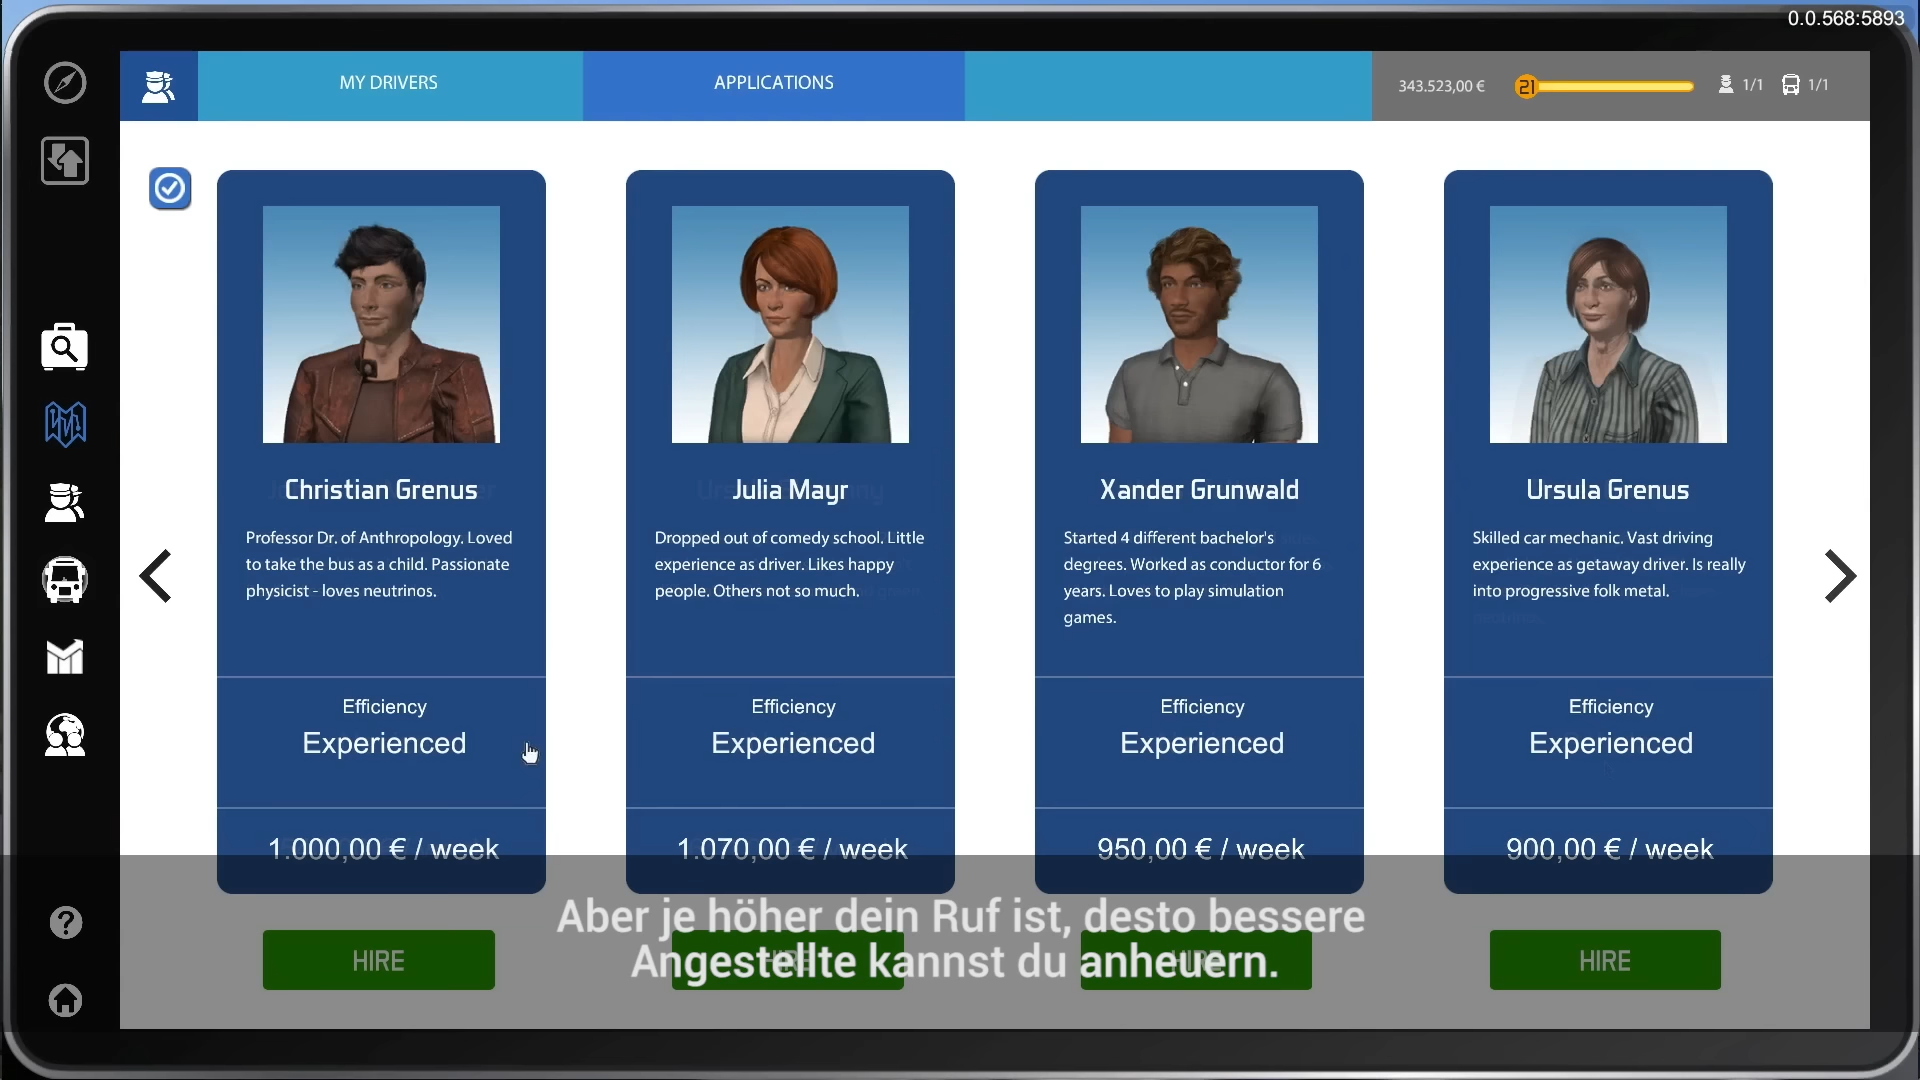 0.0.568:5893
MY DRIVERS
APPLICATIONS
343.523,00 €
21
1/1
1/1
Christian Grenus
Professor Dr. of Anthropology. Loved
to take the bus as a child. Passionate
physicist - loves neutrinos.
Efficiency
Experienced
1.000,00 € / week
HIRE
Julia Mayr
Dropped out of comedy school. Little
experience as driver. Likes happy
people. Others not so much.
Efficiency
Experienced
1.070,00 € / week
HIRE
Xander Grunwald
Started 4 different bachelor's
degrees. Worked as conductor for 6
years. Loves to play simulation
games.
Efficiency
Experienced
950,00 € / week
HIRE
Ursula Grenus
Skilled car mechanic. Vast driving
experience as getaway driver. Is really
into progressive folk metal.
Efficiency
Experienced
900,00 € / week
HIRE
Aber je höher dein Ruf ist, desto bessere
Angestellte kannst du anheuern.